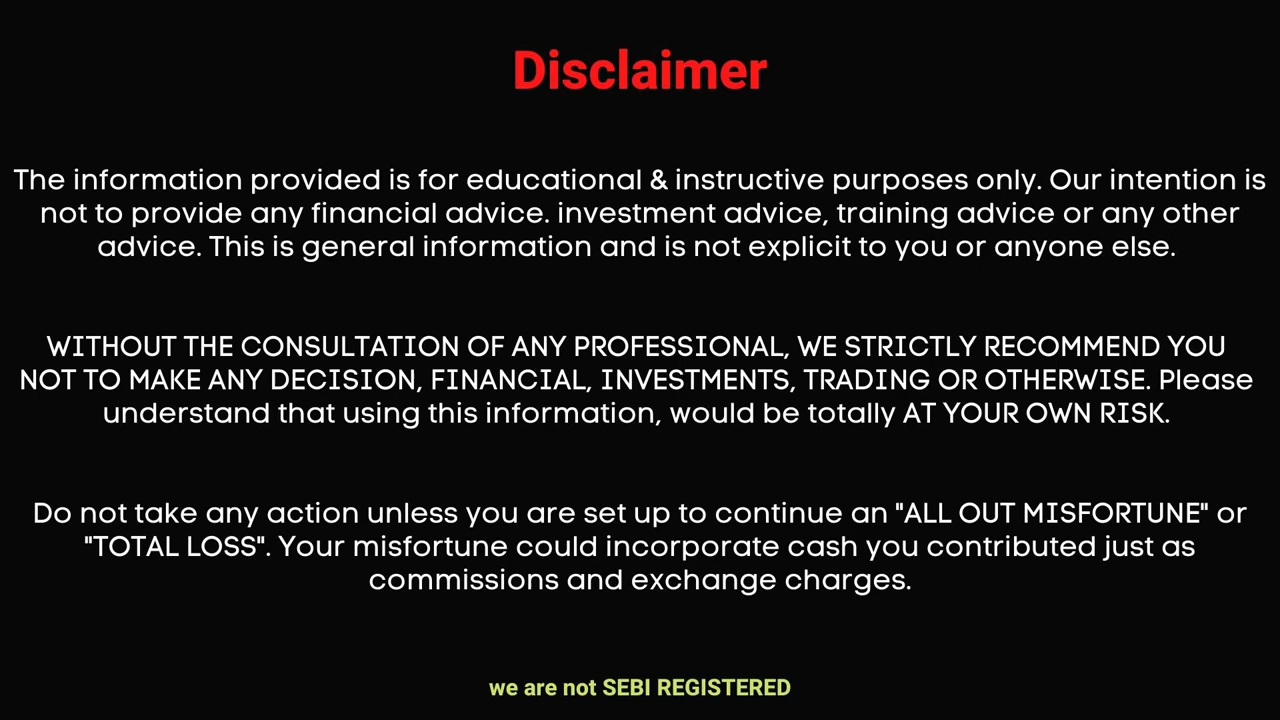 Disclaimer
The information provided is for educational & instructive purposes only. Our intention is
not to provide any financial advice. investment advice, training advice or any other
advice. This is general information and is not explicit to you or anyone else.
WITHOUT THE CONSULTATION OF ANY PROFESSIONAL, WE STRICTLY RECOMMEND YOU
NOT TO MAKE ANY DECISION, FINANCIAL, INVESTMENTS, TRADING OR OTHERWISE. Please
understand that using this information, would be totally AT YOUR OWN RISK.
Do not take any action unless you are set up to continue an "ALL OUT MISFORTUNE" or
"TOTAL LOSS". Your misfortune could incorporate cash you contributed just as
commissions and exchange charges.
we are not SEBI REGISTERED